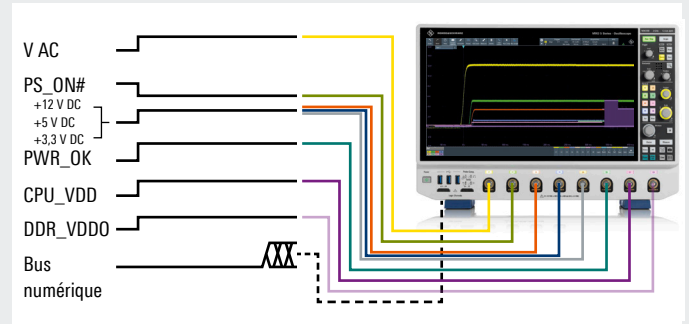 V AC
PS_ON#
+12 V DC
+5 V DC
+3,3 V DC
PWR_OK
CPU_VDD
DDR_VDDO
Bus
numérique